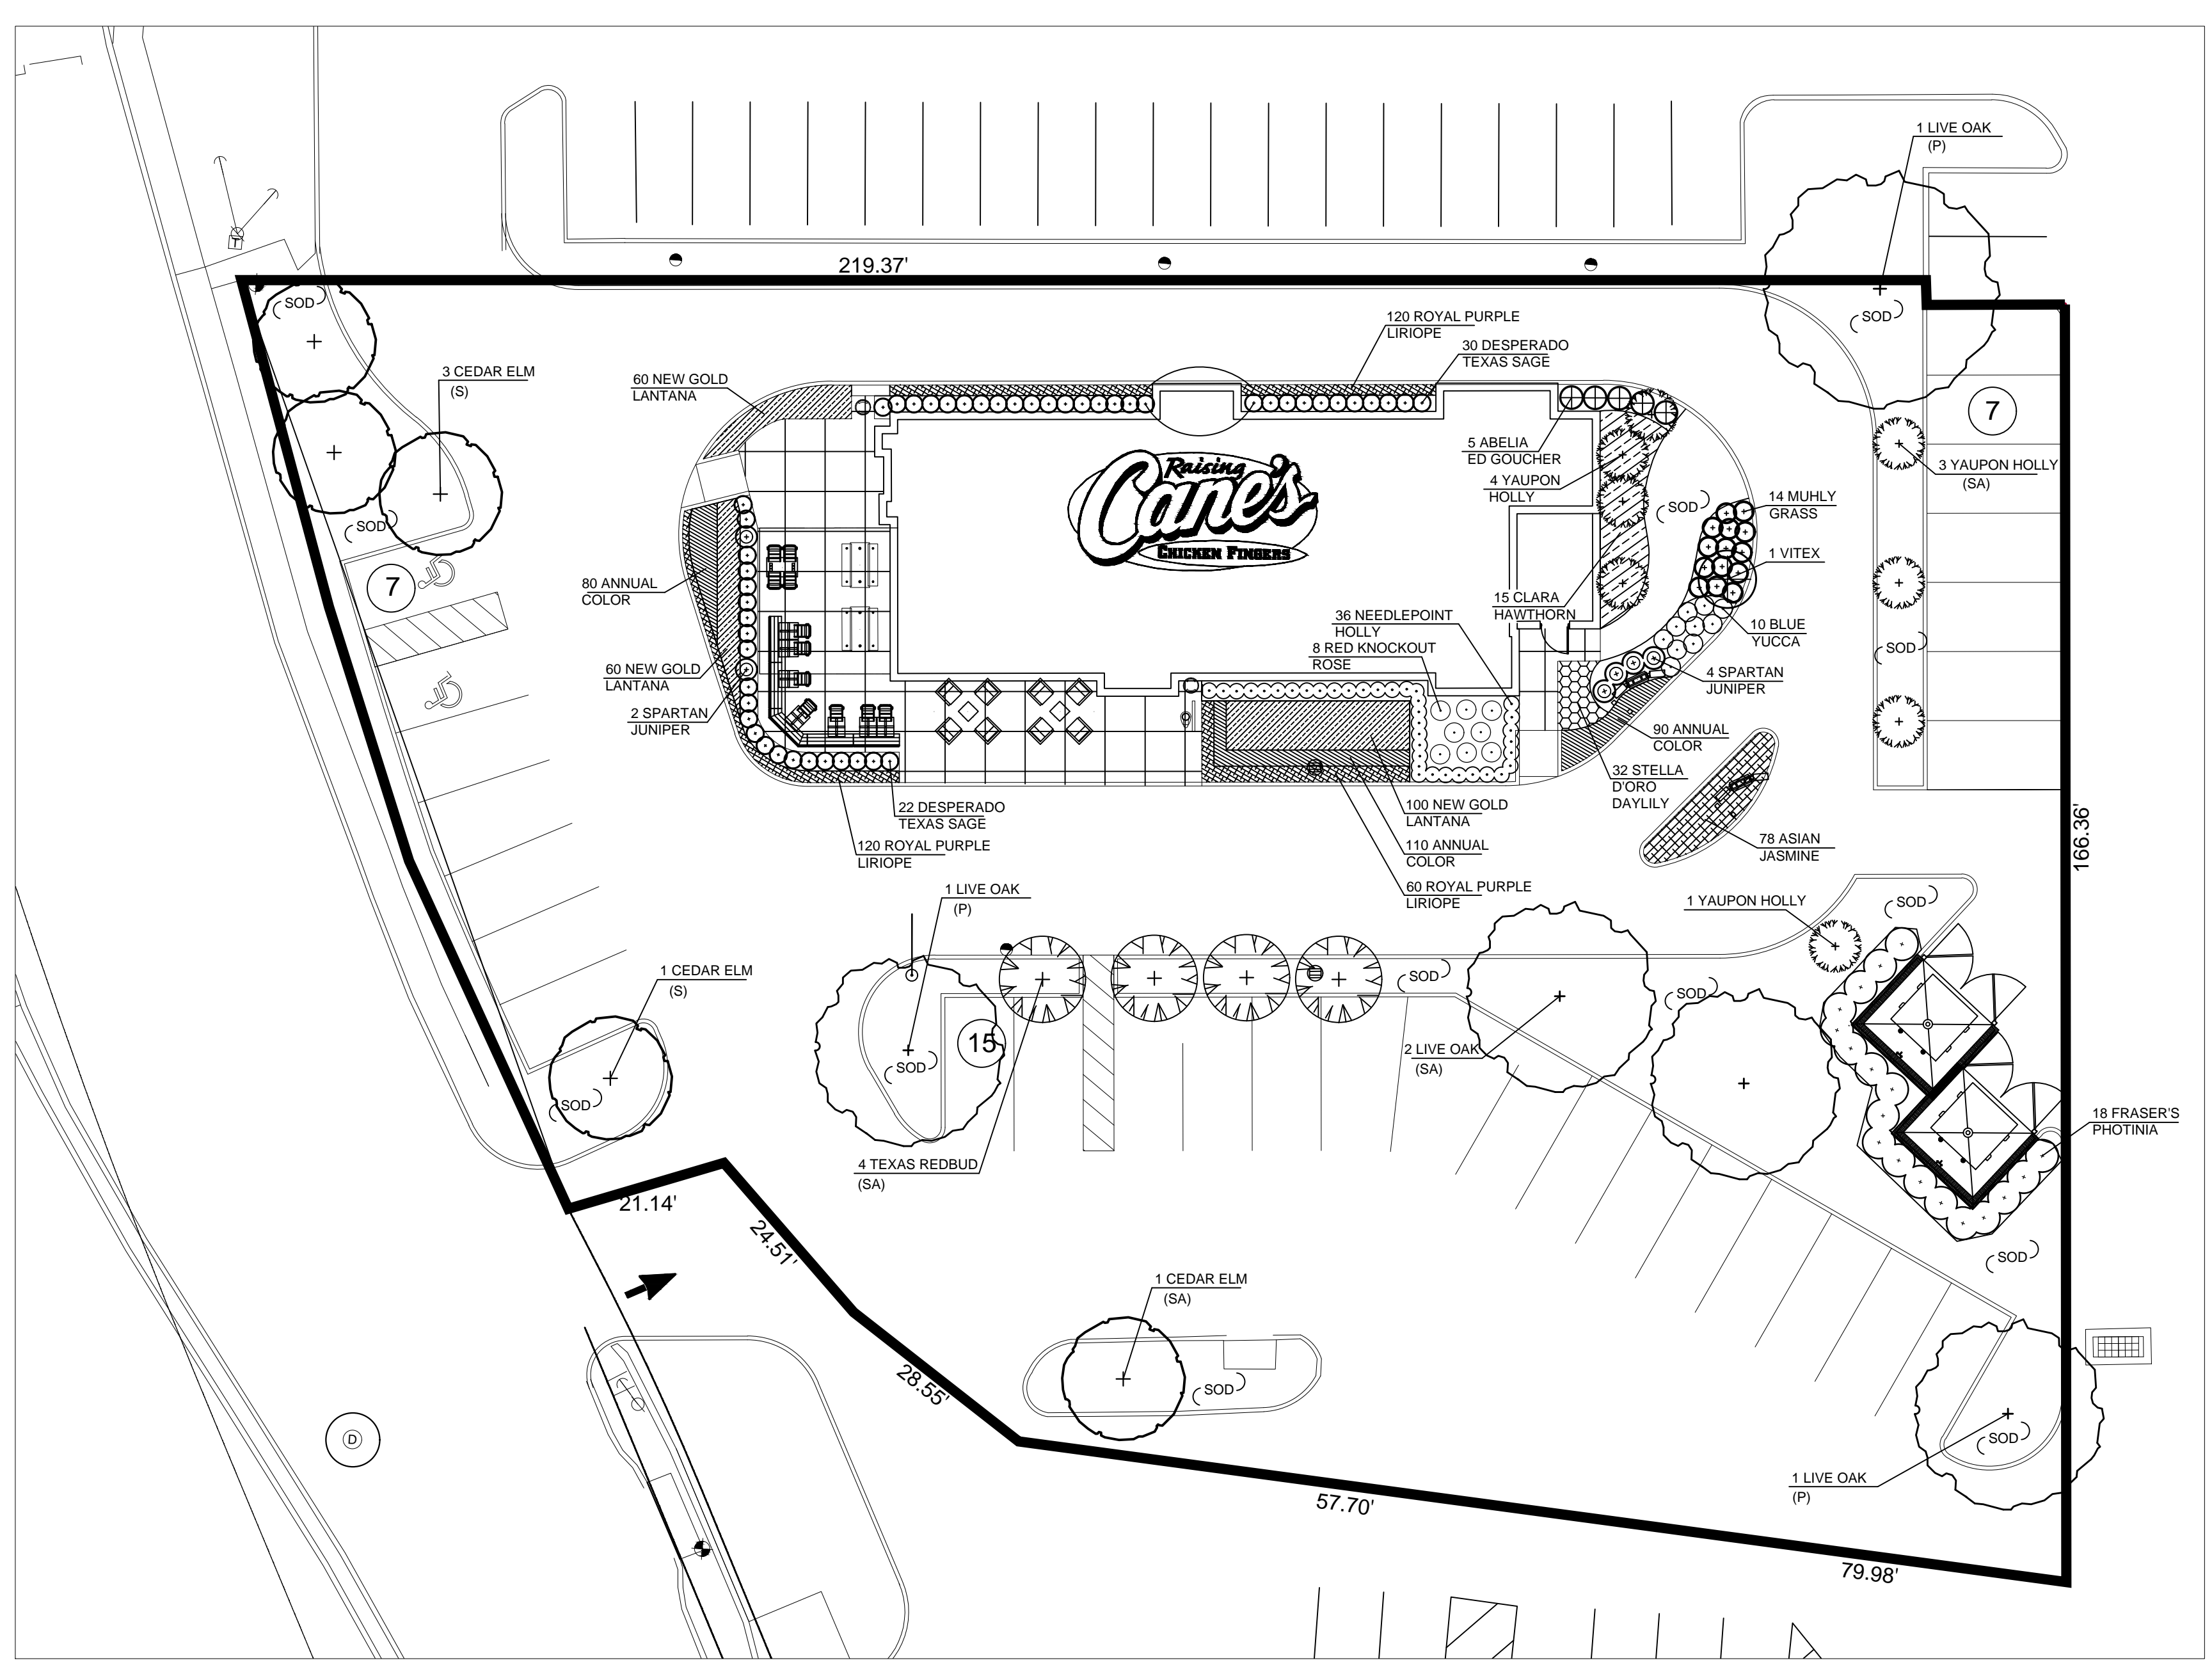 1 LIVE OAK
(P)
T
219.37'
SOD
SOD
120 ROYAL PURPLE
LIRIOPE
30 DESPERADO
TEXAS SAGE
3 CEDAR ELM
(S)
60 NEW GOLD
LANTANA
7
5 ABELIA
ED GOUCHER
3 YAUPON HOLLY
(SA)
4 YAUPON
HOLLY
Raising
Cane's
CHICKEN FINGERS
14 MUHLY
GRASS
SOD
SOD
1 VITEX
7
80 ANNUAL
COLOR
15 CLARA
HAWTHORN
36 NEEDLEPOINT
HOLLY
10 BLUE
YUCCA
8 RED KNOCKOUT
ROSE
SOD
60 NEW GOLD
LANTANA
4 SPARTAN
JUNIPER
2 SPARTAN
JUNIPER
90 ANNUAL
COLOR
32 STELLA
D'ORO
DAYLILY
22 DESPERADO
TEXAS SAGE
100 NEW GOLD
LANTANA
166.36'
78 ASIAN
JASMINE
120 ROYAL PURPLE
LIRIOPE
110 ANNUAL
COLOR
1 LIVE OAK
(P)
60 ROYAL PURPLE
LIRIOPE
1 YAUPON HOLLY
SOD
1 CEDAR ELM
(S)
SOD
SOD
15
2 LIVE OAK
(SA)
SOD
SOD
18 FRASER'S
PHOTINIA
4 TEXAS REDBUD
(SA)
21.14'
24.51'
SOD
1 CEDAR ELM
(SA)
28.55'
SOD
SOD
D
1 LIVE OAK
(P)
57.70'
79.98'